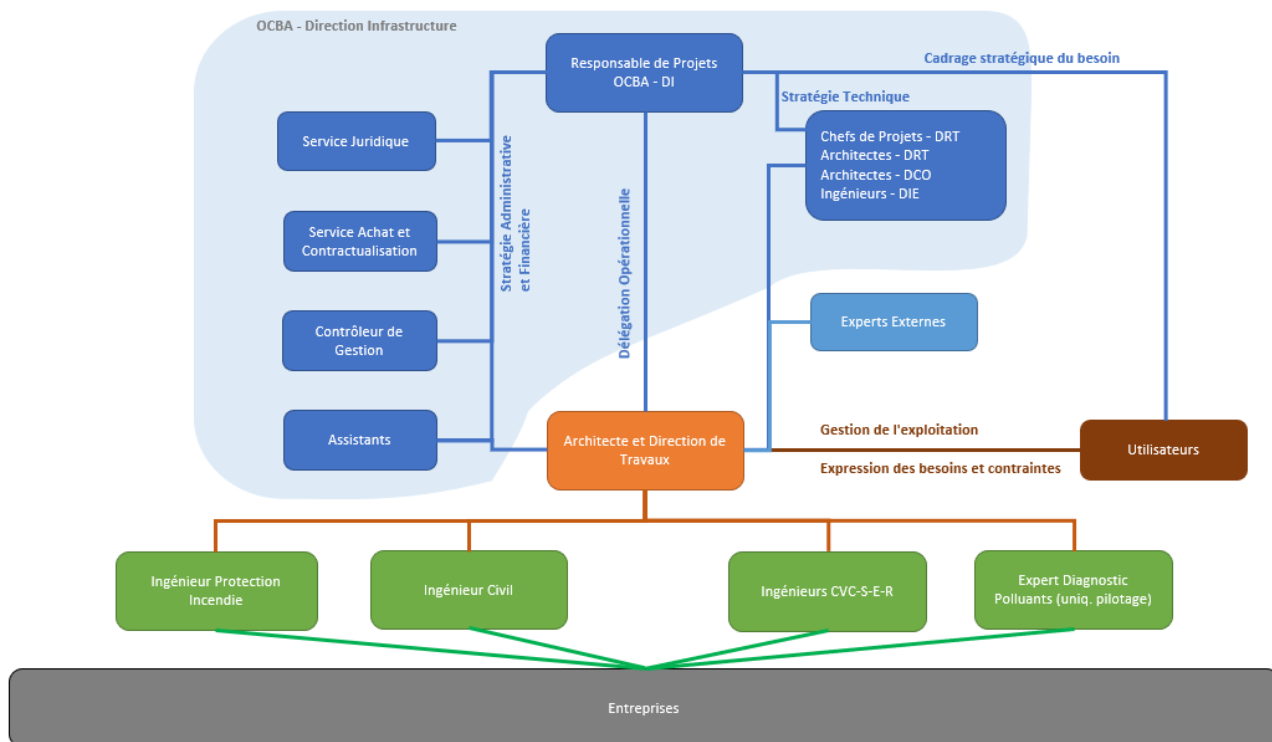 OCBA - Direction Infrastructure
Responsable de Projets
OCBA - DI
Cadrage stratégique du besoin
Stratégie Technique
Service Juridique
Chefs de Projets - DRT
Architectes - DRT
Architectes - DCO
Ingénieurs - DIE
Service Achat et
Contractualisation
Stratégie Administrative
et Financière
Délégation Opérationnelle
Contrôleur de
Gestion
Experts Externes
Assistants
Architecte et Direction de
Travaux
Gestion de l'exploitation
Expression des besoins et contraintes
Utilisateurs
Ingénieur Protection
Incendie
Ingénieur Civil
Ingénieurs CVC-S-E-R
Expert Diagnostic
Polluants (uniq. pilotage)
Entreprises